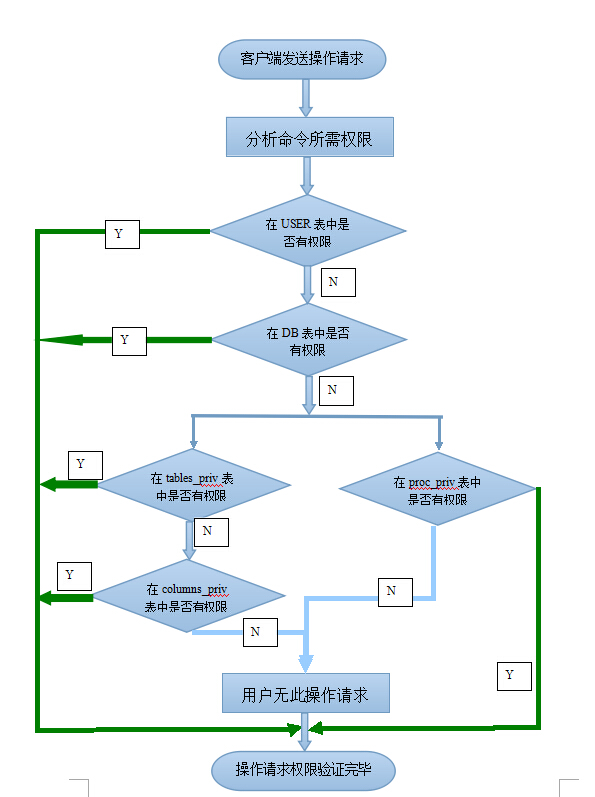 客户端发送操作请求
分析命令所需权限
在 USER 表中是
否有权限
Y
N
在 DB 表中是否
有权限
Y
N
在 tables_priv 表
中是否有权限
Y
在 proc_priv 表中
是否有权限
N
在 columns_priv
表中是否有权限
Y
N
N
Y
用户无此操作请求
操作请求权限验证完毕